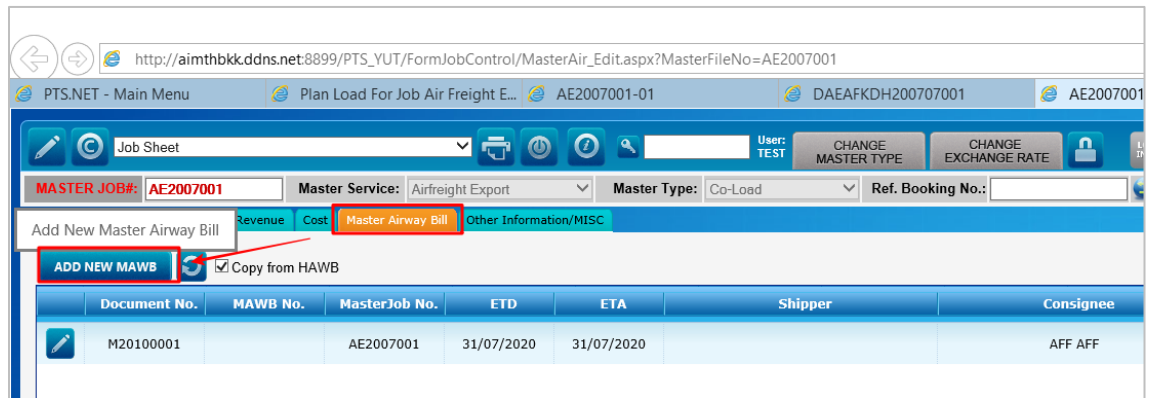 http://aimthbkk.ddns.net:8899/PTS_YUT/FormJobControl/MasterAir_Edit.aspx?MasterFileNo=AE2007001
PTS.NET - Main Menu Plan Load For Job Air Freight E... AE2007001-01 DAEAFKDH200707001 AE2007001
Job Sheet User: TEST CHANGE MASTER TYPE CHANGE EXCHANGE RATE
MASTER JOB#: AE2007001 Master Service: Airfreight Export Master Type: Co-Load Ref. Booking No.:
Revenue Cost Master Airway Bill Other Information/MISC
Add New Master Airway Bill
ADD NEW MAWB Copy from HAWB
Document No. MAWB No. MasterJob No. ETD ETA Shipper Consignee
M20100001 AE2007001 31/07/2020 31/07/2020 AFF AFF